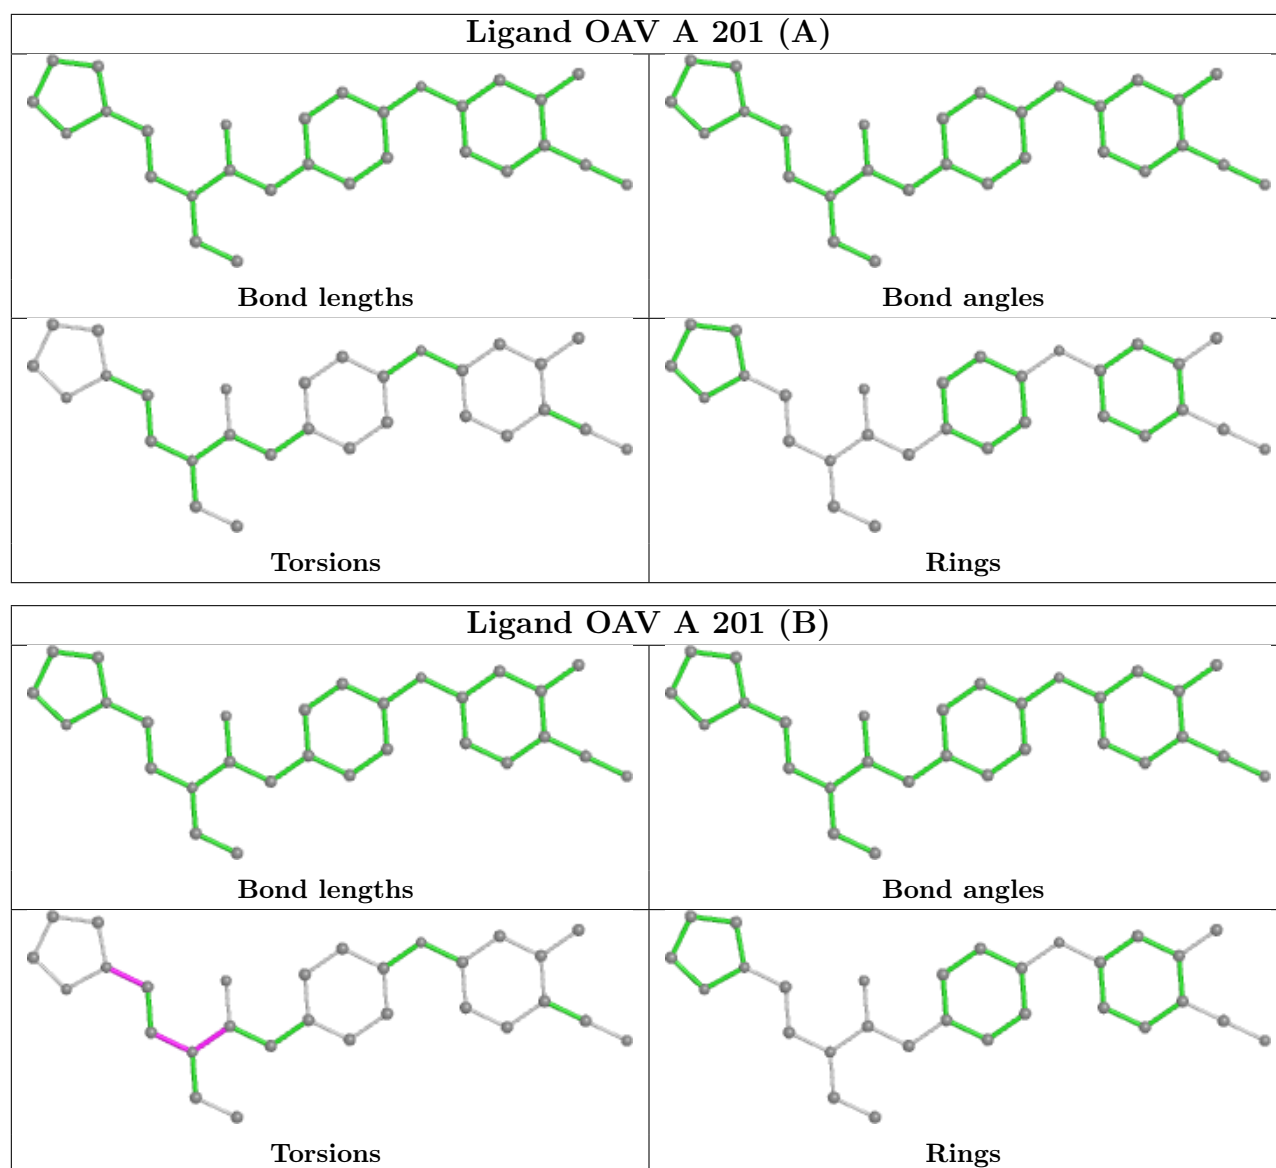 Ligand OAV A 201 (A)
Bond lengths
Bond angles
Torsions
Rings
Ligand OAV A 201 (B)
Bond lengths
Bond angles
Torsions
Rings